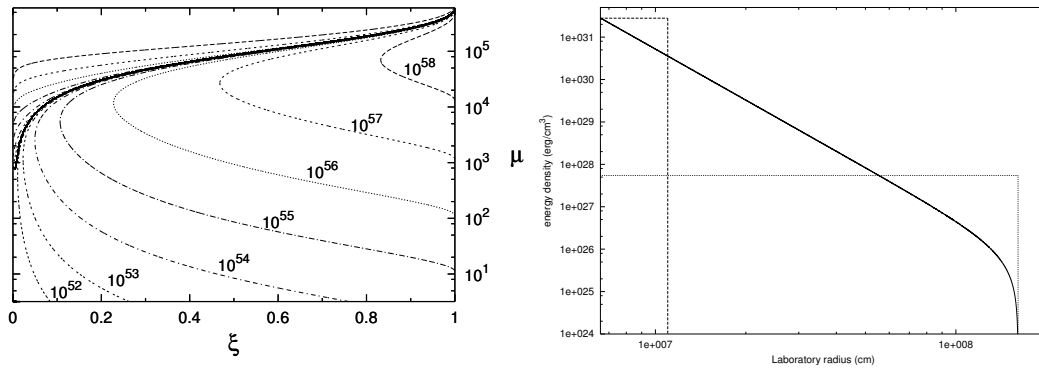 10^5
10^4
10^3
10^2
10^1
μ
10^58
10^57
10^56
10^55
10^54
10^53
10^52
0
0.2
0.4
0.6
0.8
1
ξ
1e+031
1e+030
1e+029
1e+028
1e+027
1e+026
1e+025
1e+024
energy density (erg/cm^3)
1e+007
1e+008
Laboratory radius (cm)